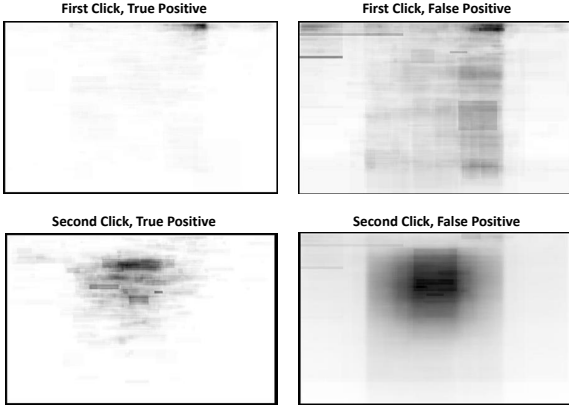 First Click, True Positive
First Click, False Positive
Second Click, True Positive
Second Click, False Positive